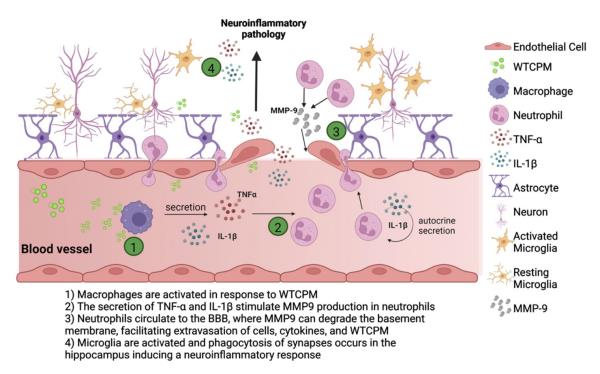 Neuroinflammatory
pathology
4
MMP-9
3
TNFα
secretion
IL-1β
2
1
IL-1β
autocrine
secretion
Blood vessel
Endothelial Cell
WTCPM
Macrophage
Neutrophil
TNF-α
IL-1β
Astrocyte
Neuron
Activated
Microglia
Resting
Microglia
MMP-9
1) Macrophages are activated in response to WTCPM
2) The secretion of TNF-α and IL-1β stimulate MMP9 production in neutrophils
3) Neutrophils circulate to the BBB, where MMP9 can degrade the basement
membrane, facilitating extravasation of cells, cytokines, and WTCPM
4) Microglia are activated and phagocytosis of synapses occurs in the
hippocampus inducing a neuroinflammatory response